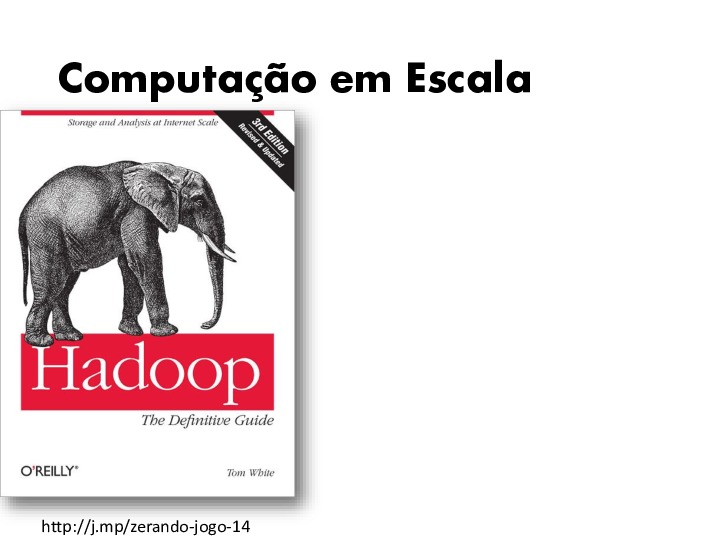 Computação em Escala
Storage and Analysis at Internet Scale
3rd Edition
Revised & Updated
Hadoop
The Definitive Guide
O'REILLY®
Tom White
http://j.mp/zerando-jogo-14